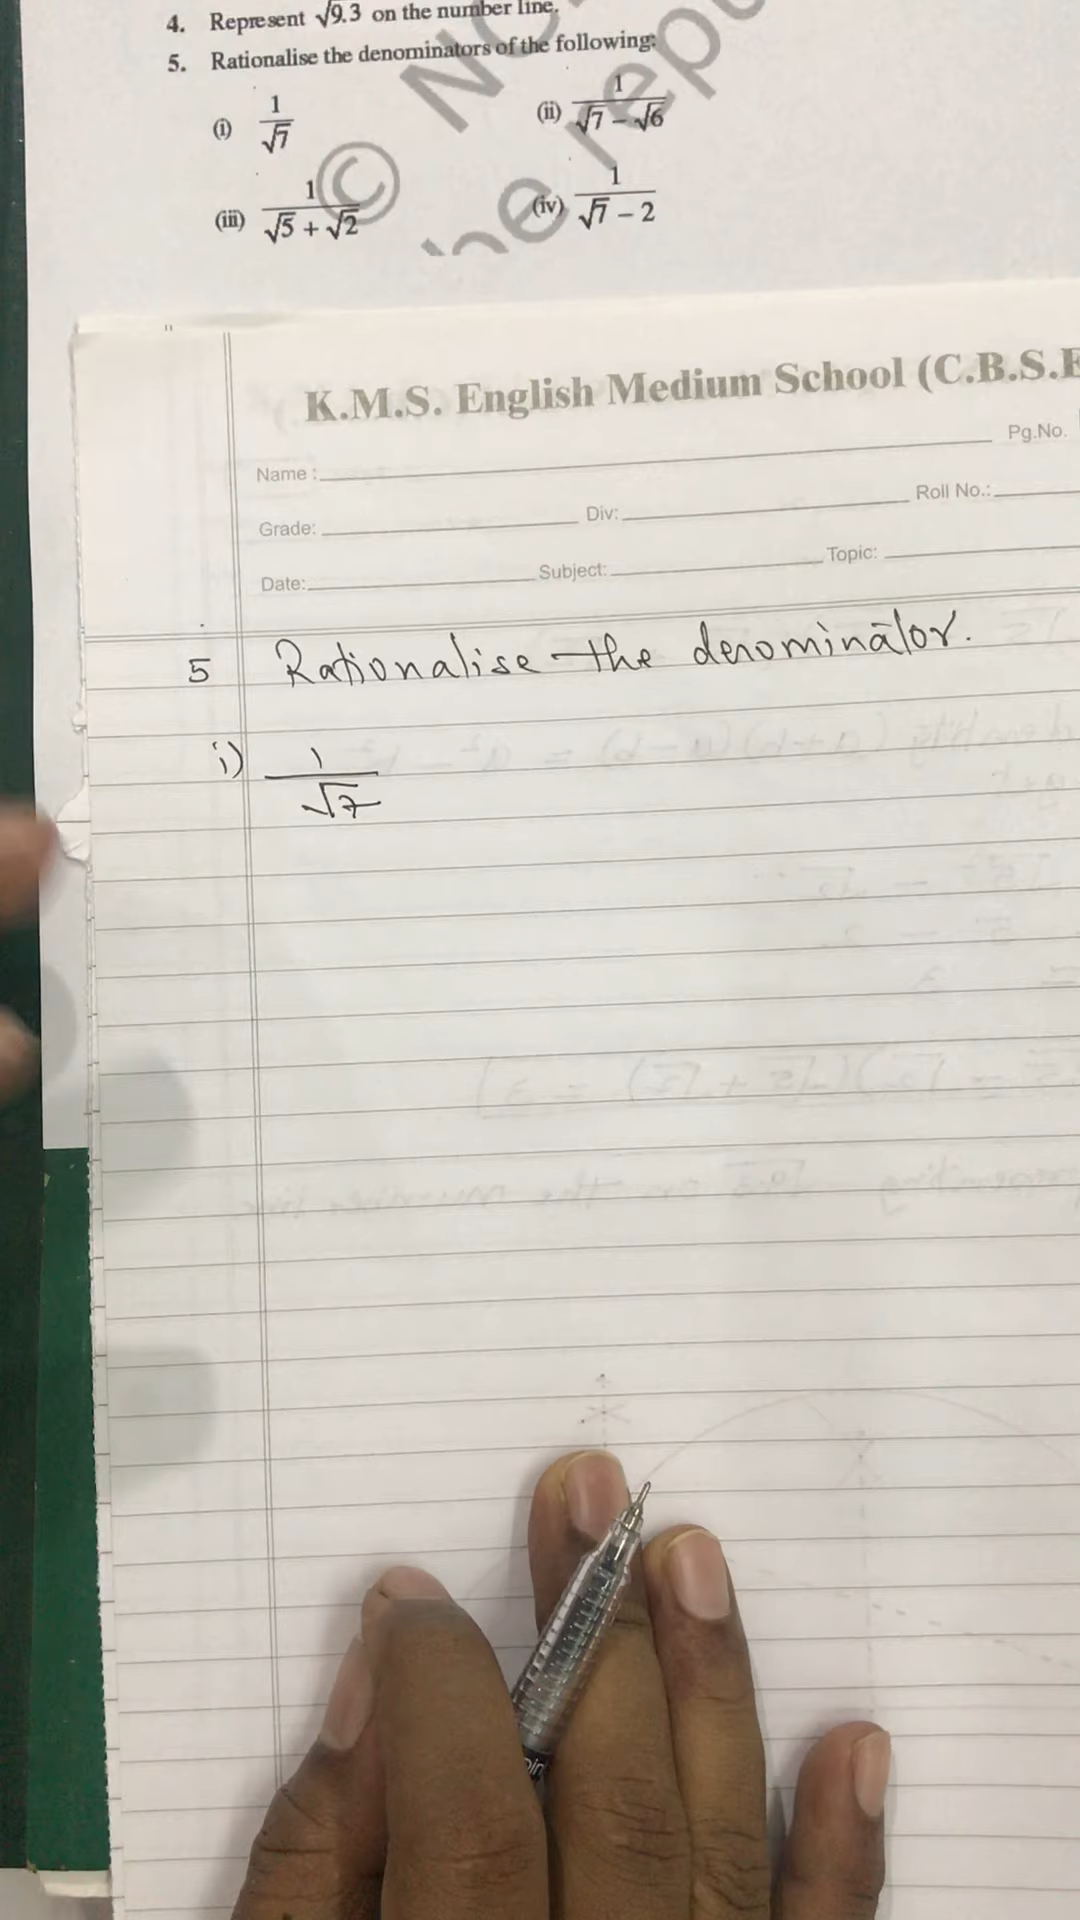 4. Represent √9.3 on the number line.
5. Rationalise the denominators of the following:
(i) 1/√7 (ii) 1/(√7 – √6)
(iii) 1/(√5 + √2) (iv) 1/(√7 – 2)
©
K.M.S. English Medium School (C.B.S.E
Pg.No.
Name :
Roll No.:
Grade: Div:
Date: Subject: Topic:
5 Rationalise the denominator.
i) 1/√7